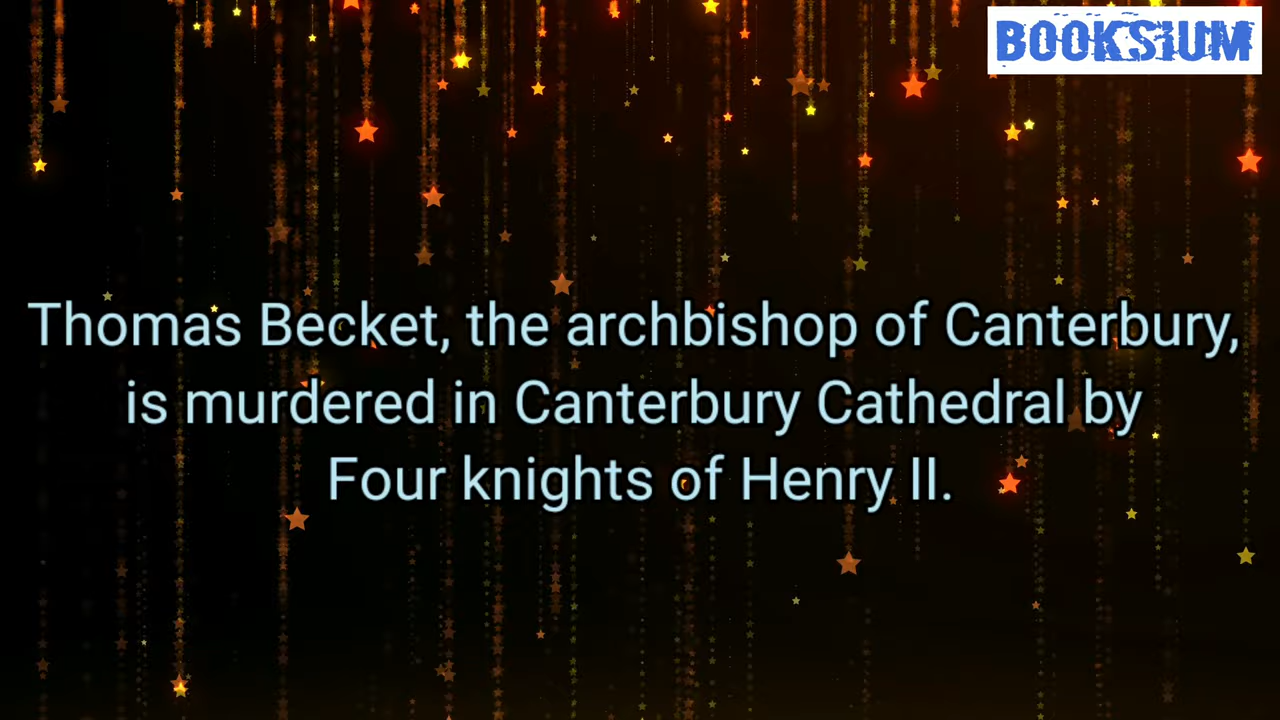 BOOKSIUM
Thomas Becket, the archbishop of Canterbury,
is murdered in Canterbury Cathedral by
Four knights of Henry II.